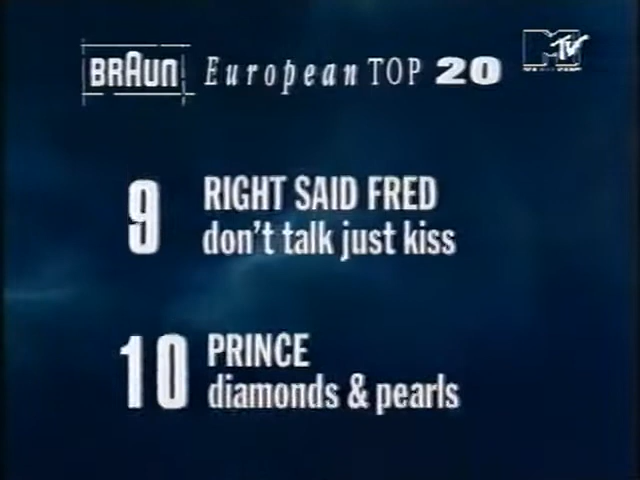 BRAUN European TOP 20
MTV
9 RIGHT SAID FRED
don't talk just kiss
10 PRINCE
diamonds & pearls